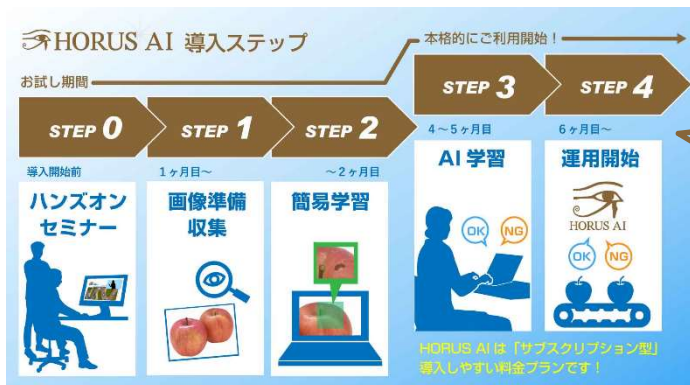 HORUS AI 導入ステップ
本格的にご利用開始！
お試し期間
STEP 0
STEP 1
STEP 2
STEP 3
STEP 4
導入開始前
1ヶ月目〜
〜2ヶ月目
4〜5ヶ月目
6ヶ月目〜
ハンズオン
セミナー
画像準備
収集
簡易学習
AI 学習
OK
NG
運用開始
HORUS AI
OK
NG
HORUS AI は「サブスクリプション型」
導入しやすい料金プランです！